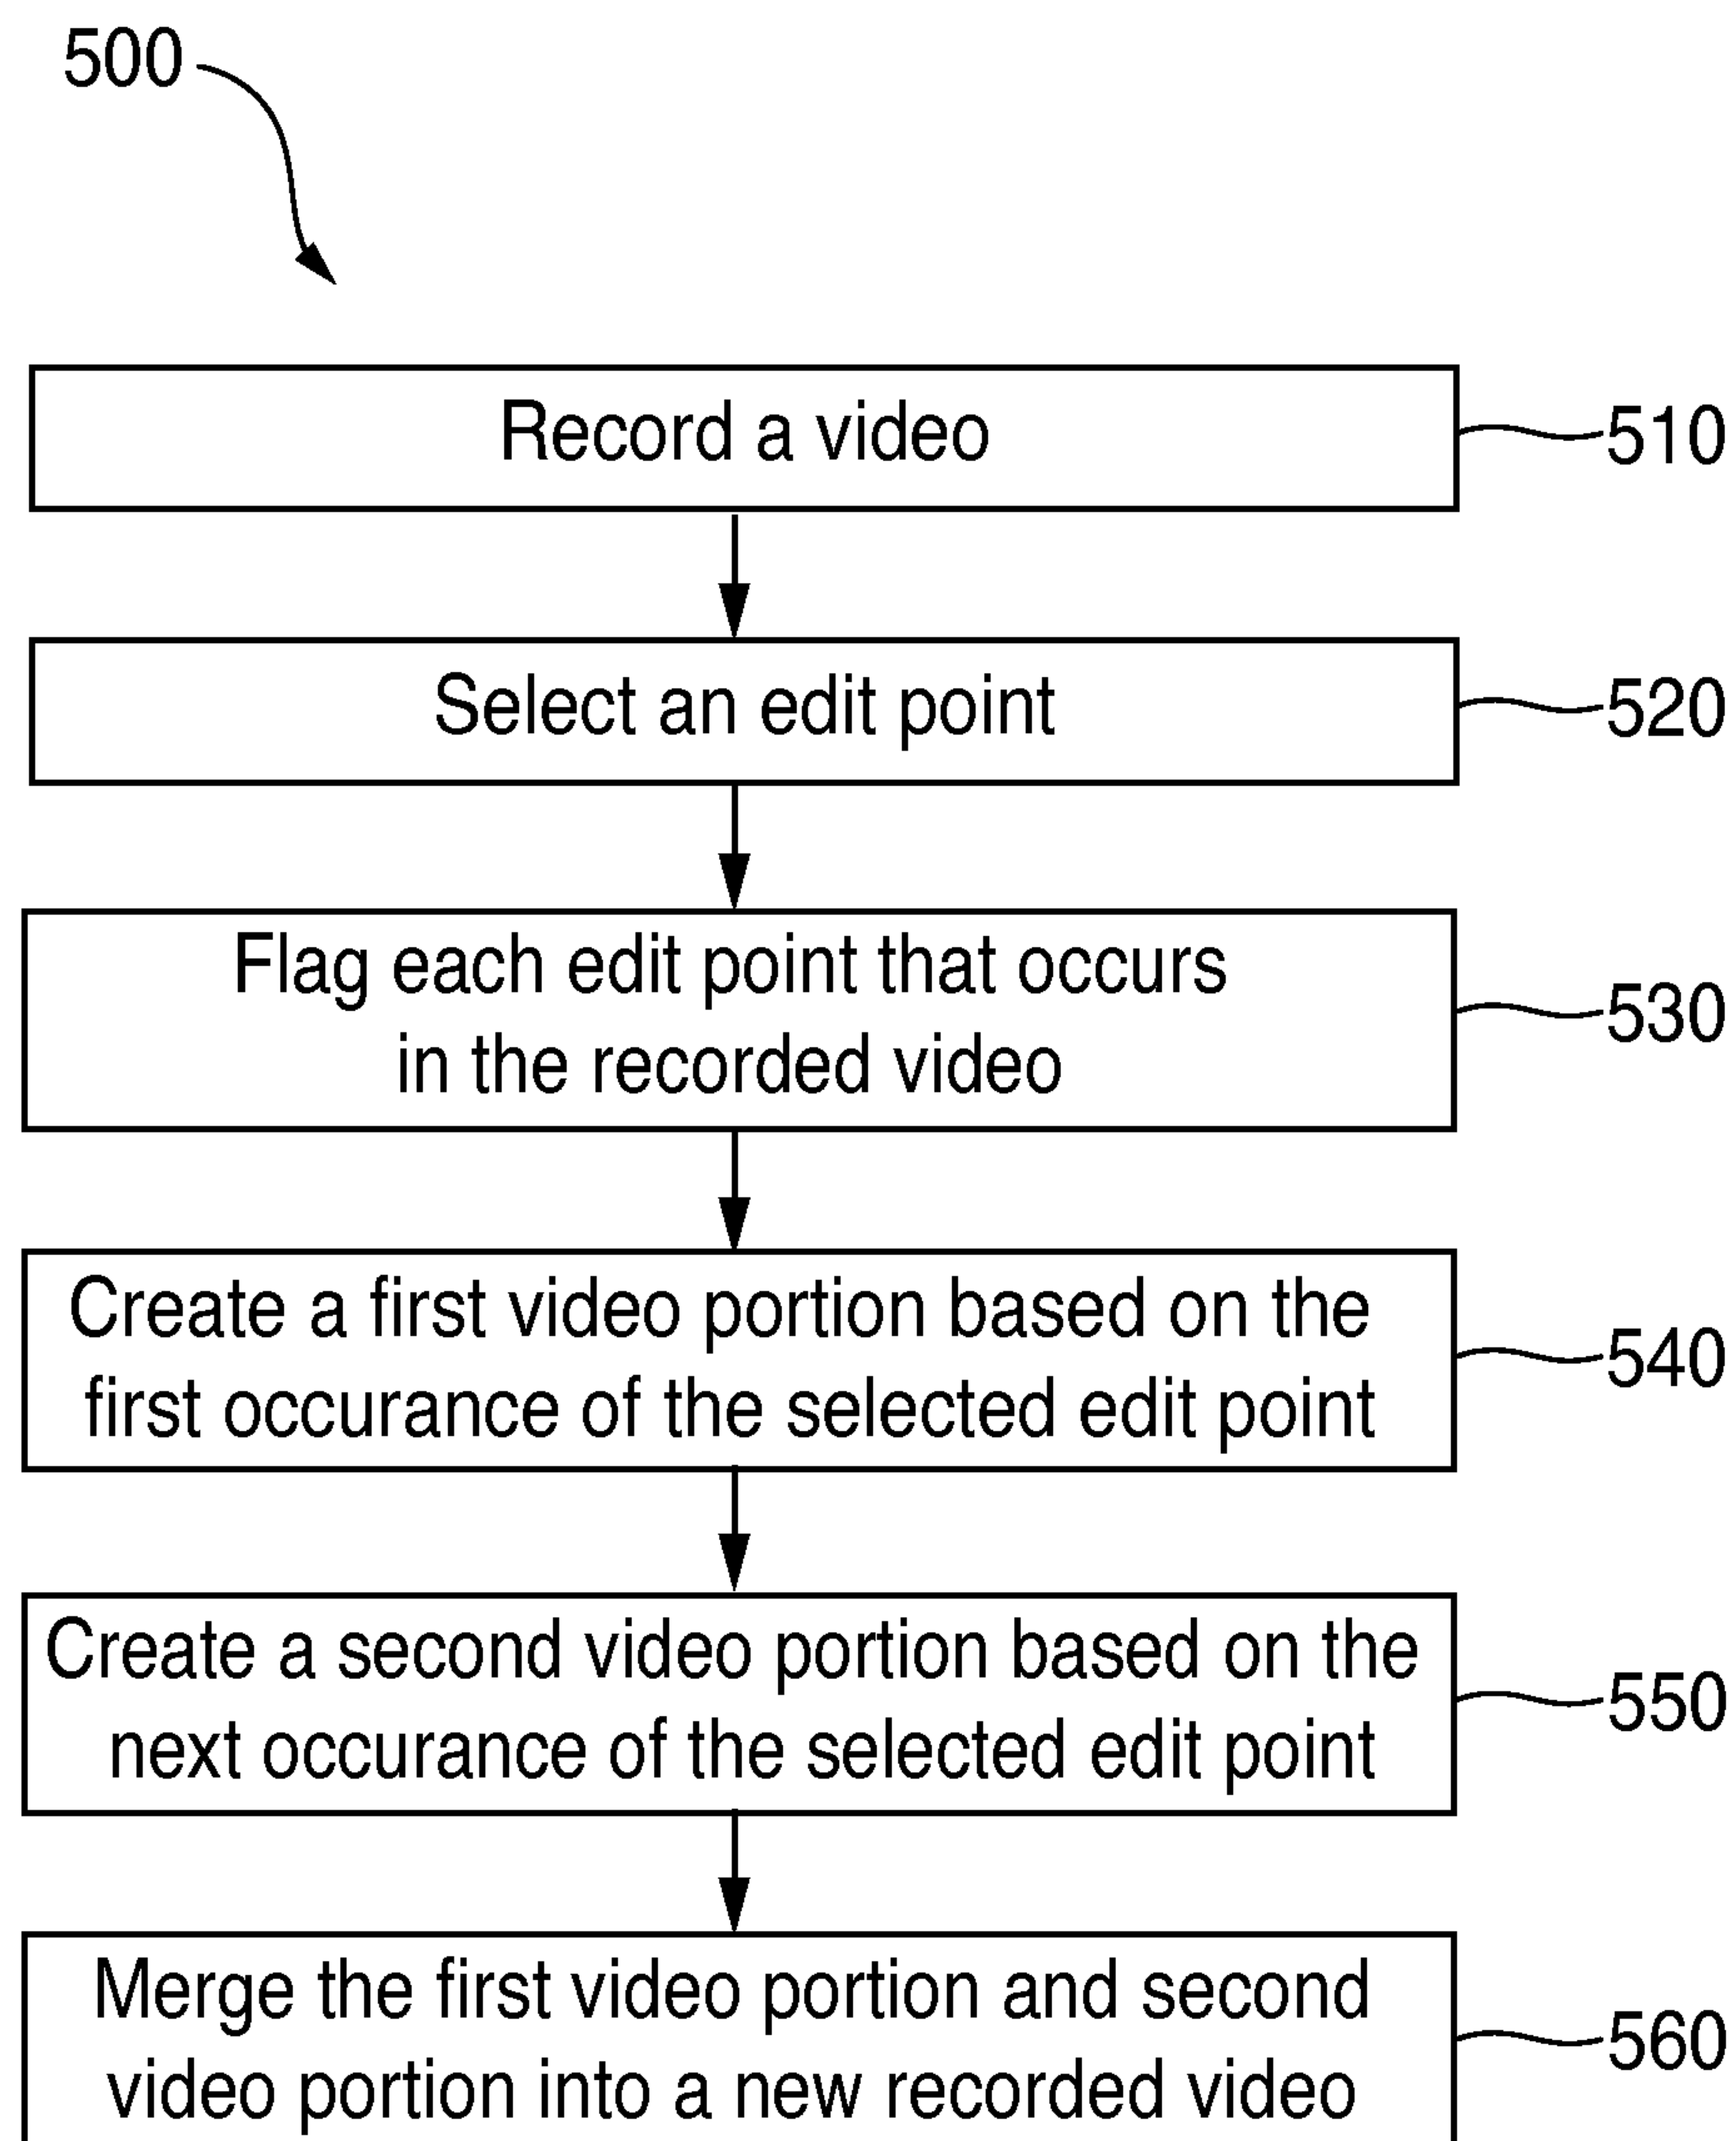 500
Record a video
510
Select an edit point
520
Flag each edit point that occurs
in the recorded video
530
Create a first video portion based on the
first occurance of the selected edit point
540
Create a second video portion based on the
next occurance of the selected edit point
550
Merge the first video portion and second
video portion into a new recorded video
560